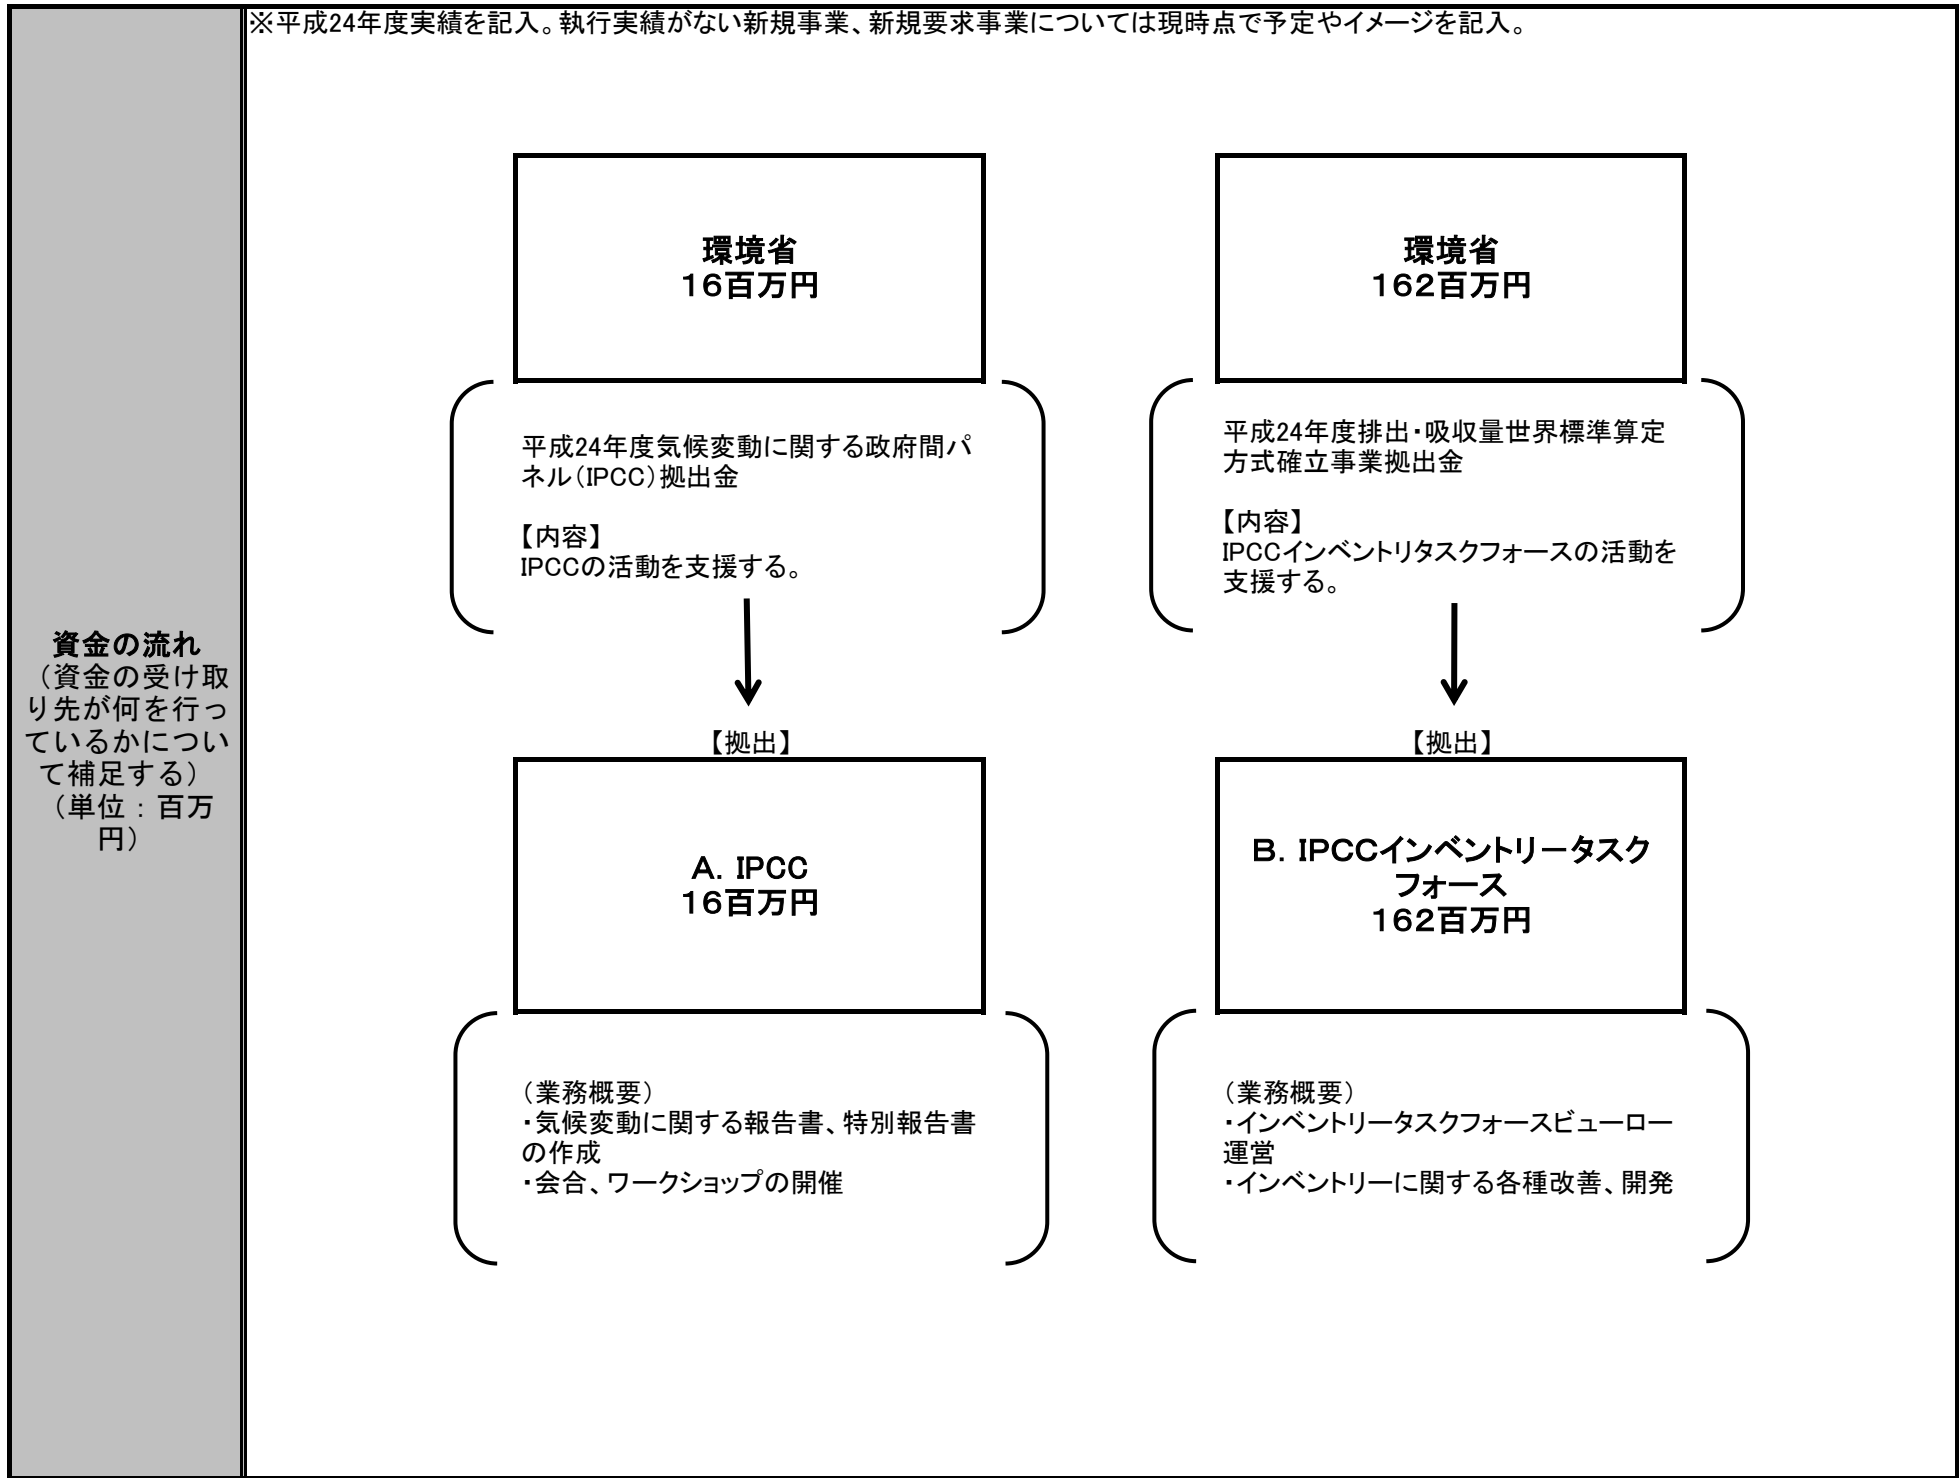 ※平成24年度実績を記入。執行実績がない新規事業、新規要求事業については現時点で予定やイメージを記入。
資金の流れ
（資金の受け取
り先が何を行っ
ているかについ
て補足する）
（単位：百万
円）
環境省
16百万円
平成24年度気候変動に関する政府間パ
ネル（IPCC）拠出金
【内容】
IPCCの活動を支援する。
【拠出】
A. IPCC
16百万円
（業務概要）
・気候変動に関する報告書、特別報告書
の作成
・会合、ワークショップの開催
環境省
162百万円
平成24年度排出・吸収量世界標準算定
方式確立事業拠出金
【内容】
IPCCインベントリタスクフォースの活動を
支援する。
【拠出】
B. IPCCインベントリータスク
フォース
162百万円
（業務概要）
・インベントリータスクフォースビューロー
運営
・インベントリーに関する各種改善、開発